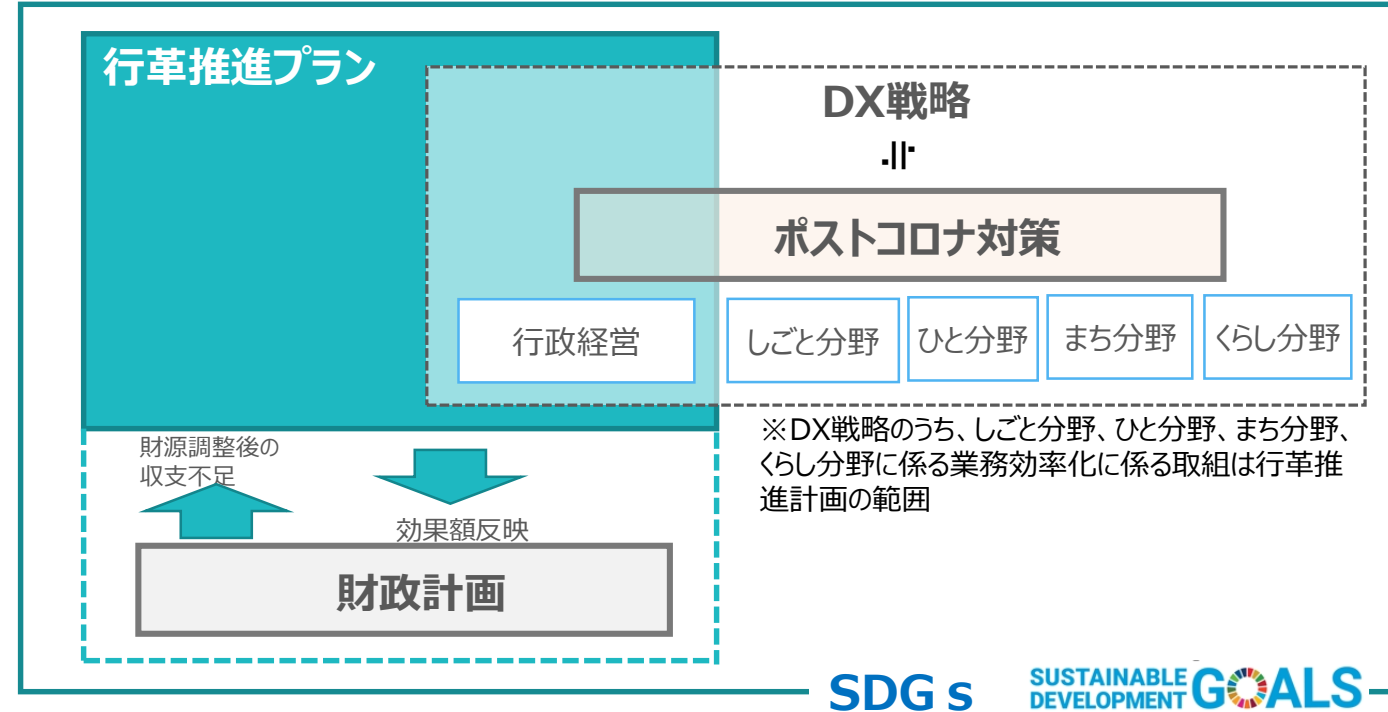 行革推進プラン
DX戦略
≒
ポストコロナ対策
行政経営
しごと分野
ひと分野
まち分野
くらし分野
※DX戦略のうち、しごと分野、ひと分野、まち分野、
くらし分野に係る業務効率化に係る取組は行革推
進計画の範囲
財源調整後の
収支不足
効果額反映
財政計画
SDGs
SUSTAINABLE
DEVELOPMENT
GOALS